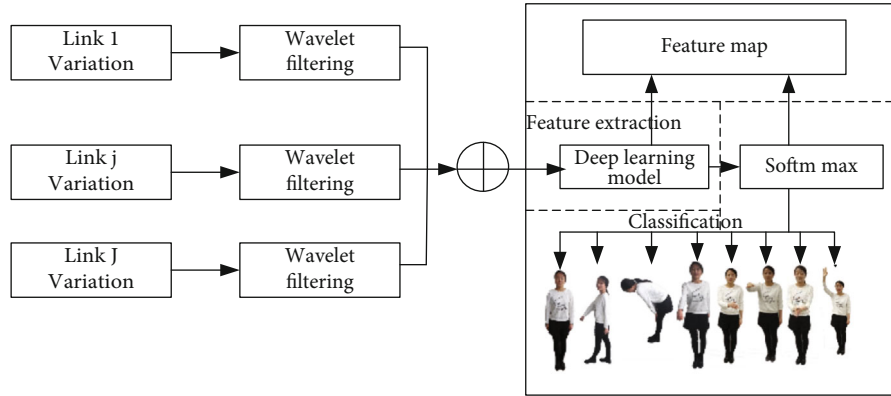 Link 1
Variation
Wavelet
filtering
Feature map
Feature extraction
Link j
Variation
Wavelet
filtering
Deep learning
model
Softm max
Classification
Link J
Variation
Wavelet
filtering